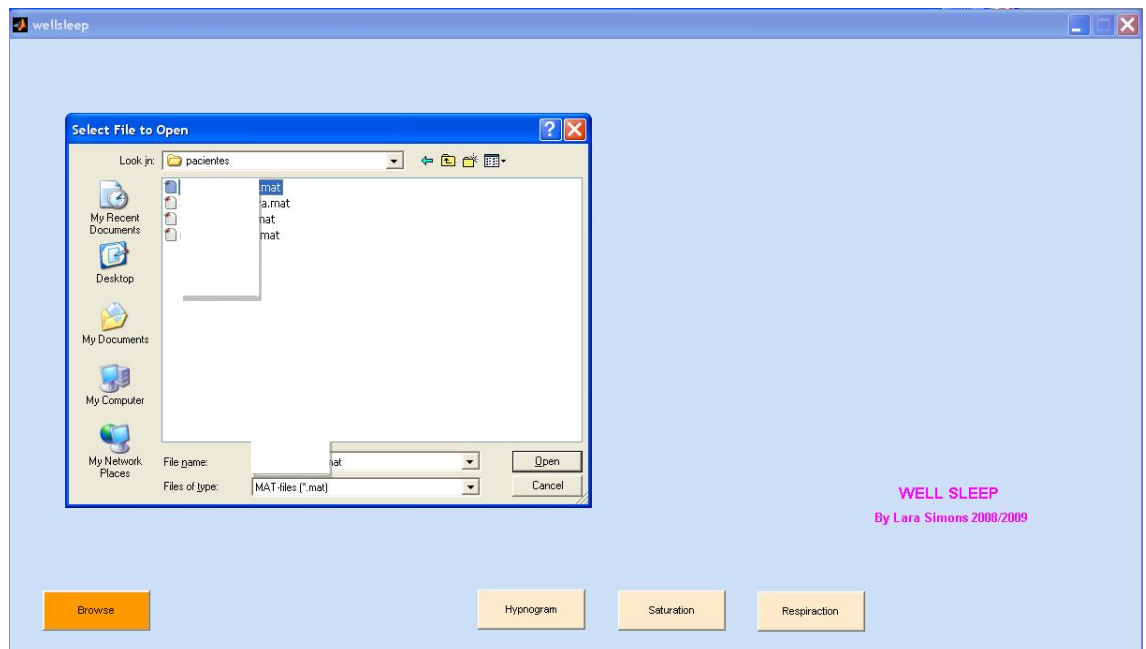 wellsleep
Select File to Open
Look in: pacientes
.mat
a.mat
mat
mat
My Recent
Documents
Desktop
My Documents
My Computer
My Network
Places
File name:
Open
Files of type: MAT-files (*.mat)
Cancel
WELL SLEEP
By Lara Simons 2008/2009
Browse
Hypnogram
Saturation
Respiraction